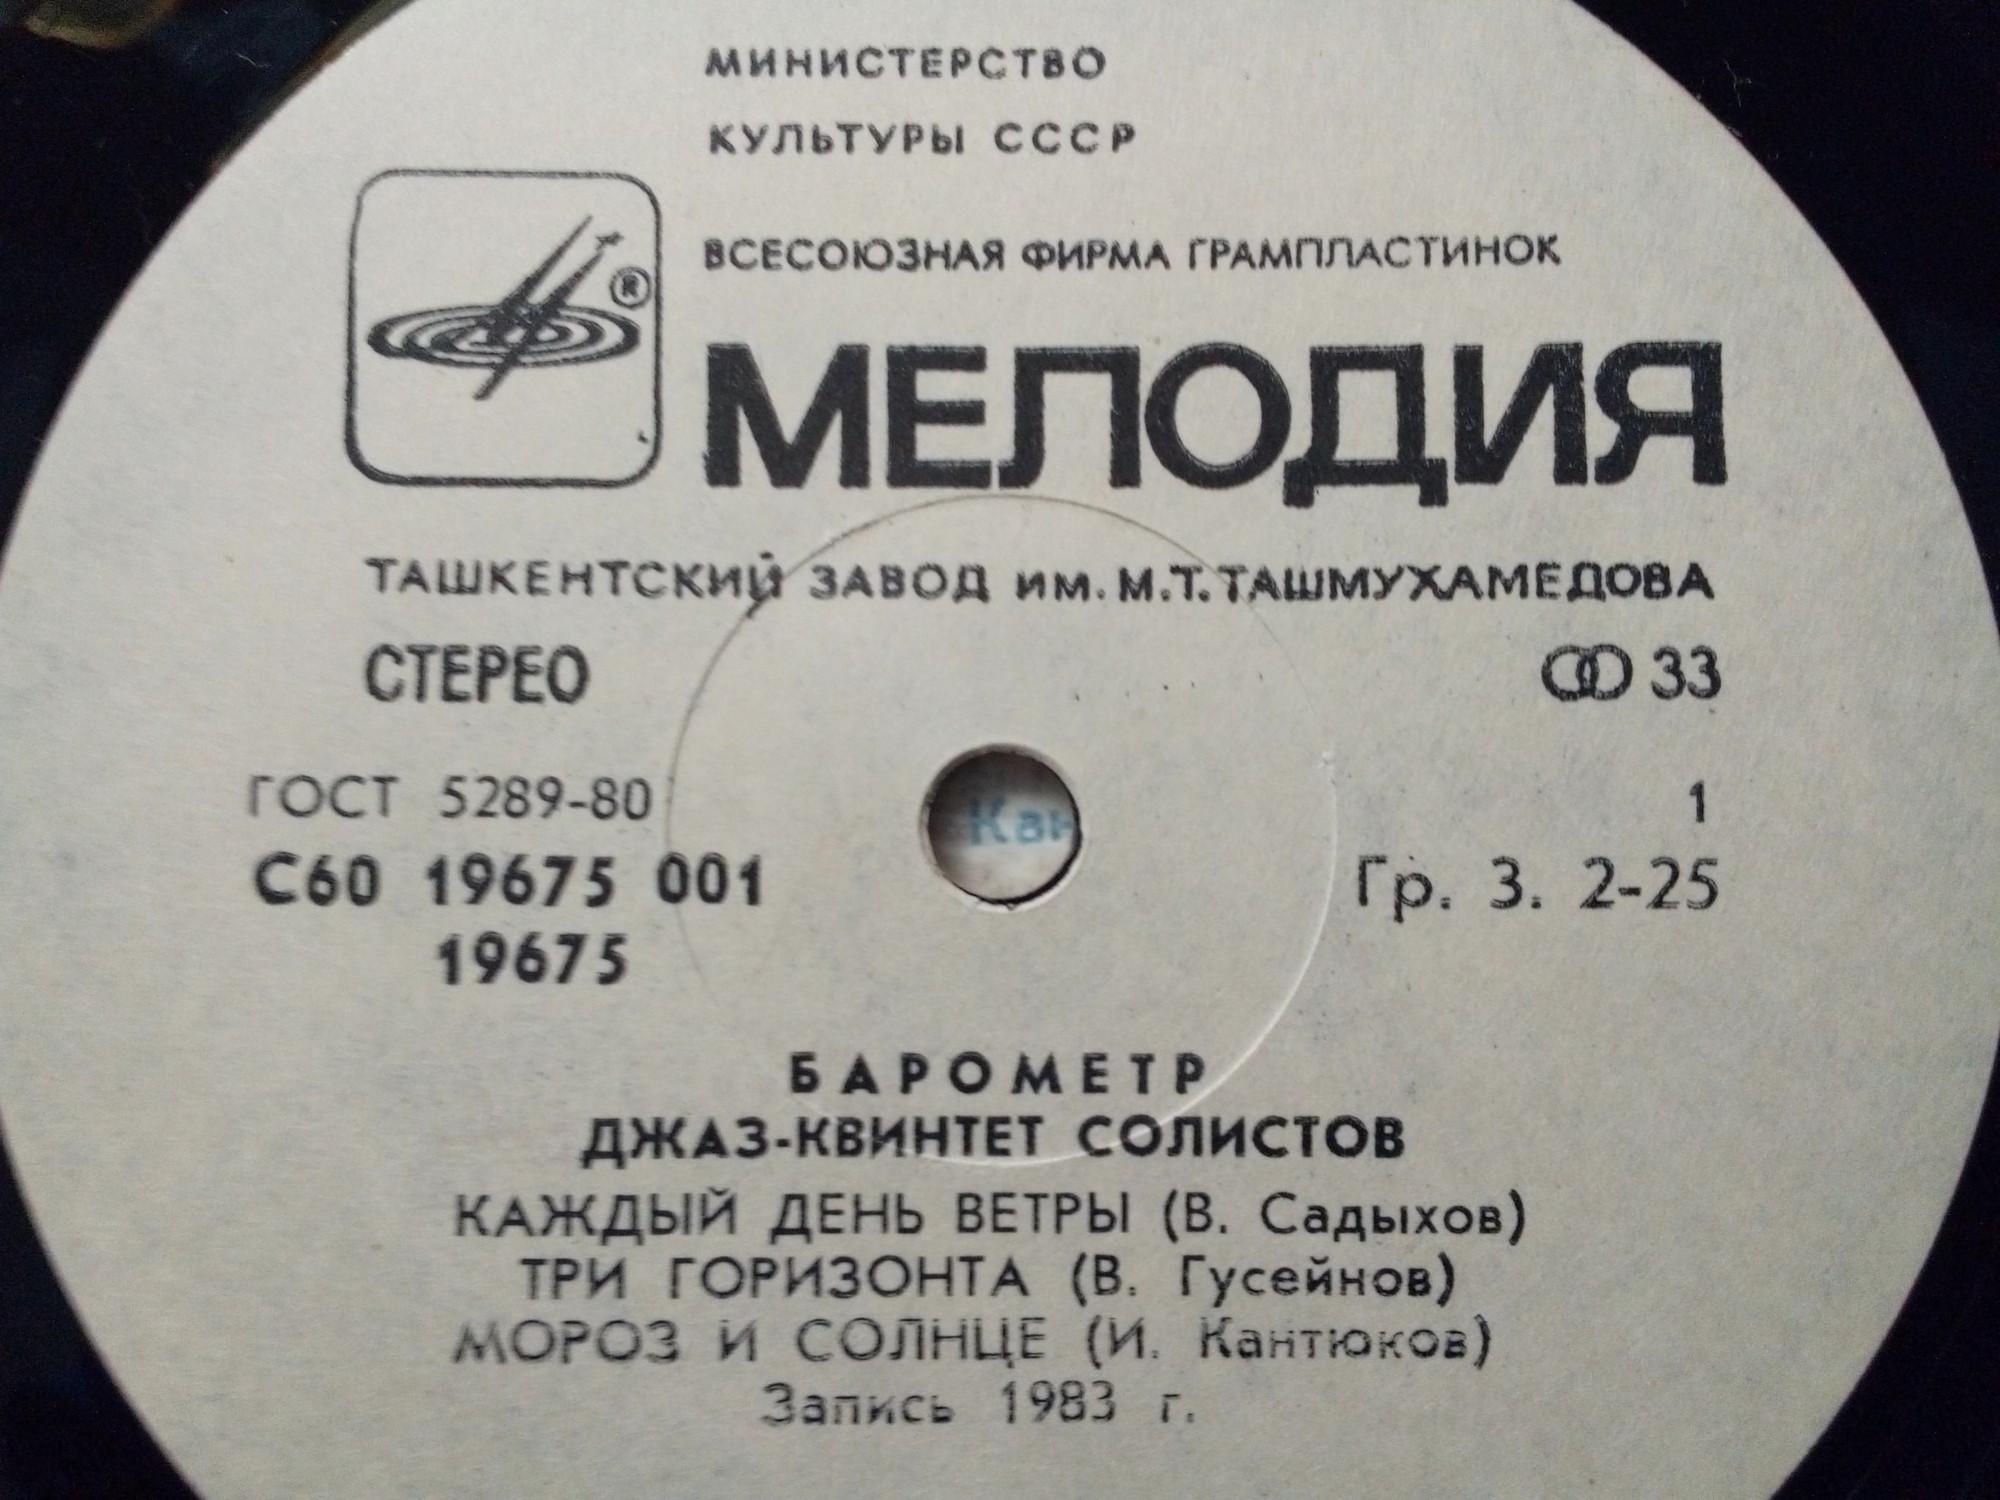 МИНИСТЕРСТВО
КУЛЬТУРЫ СССР
ВСЕСОЮЗНАЯ ФИРМА ГРАМПЛАСТИНОК
®
МЕЛОДИЯ
ТАШКЕНТСКИЙ ЗАВОД им. М.Т. ТАШМУХАМЕДОВА
СТЕРЕО 33
ГОСТ 5289-80 1
Кан
С60 19675 001 Гр. 3. 2-25
19675
БАРОМЕТР
ДЖАЗ-КВИНТЕТ СОЛИСТОВ
КАЖДЫЙ ДЕНЬ ВЕТРЫ (В. Садыхов)
ТРИ ГОРИЗОНТА (В. Гусейнов)
МОРОЗ И СОЛНЦЕ (И. Кантюков)
Запись 1983 г.